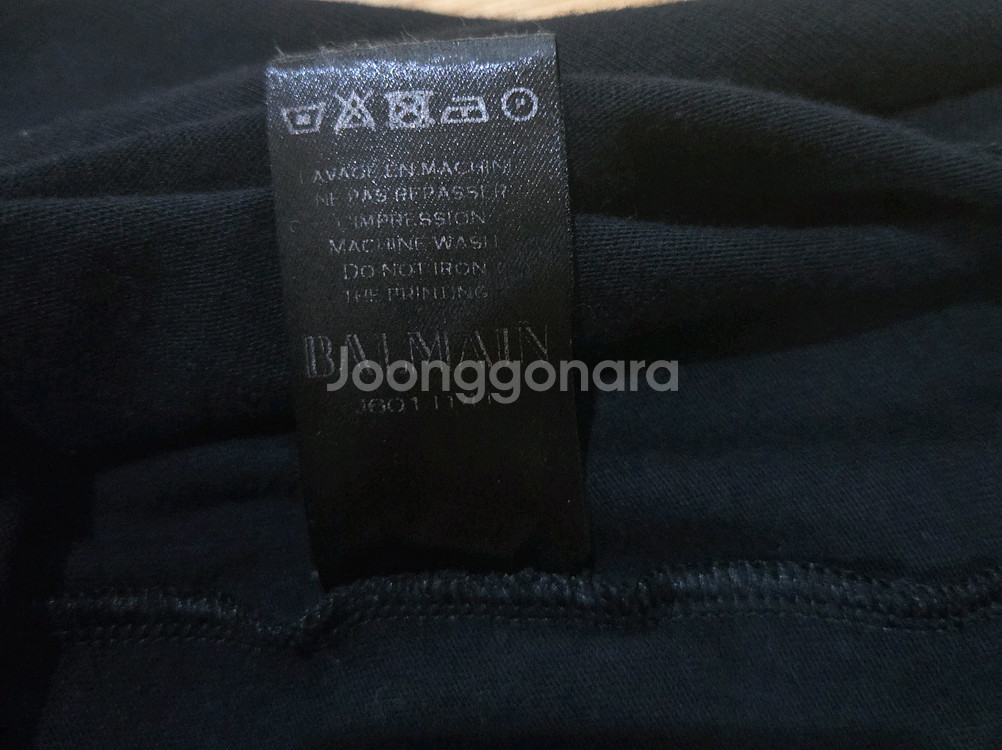 LAVAGE EN MACHINE
NE PAS REPASSER
L'IMPRESSION
MACHINE WASH
DO NOT IRON
THE PRINTING
BALMAIN
Joonggonara